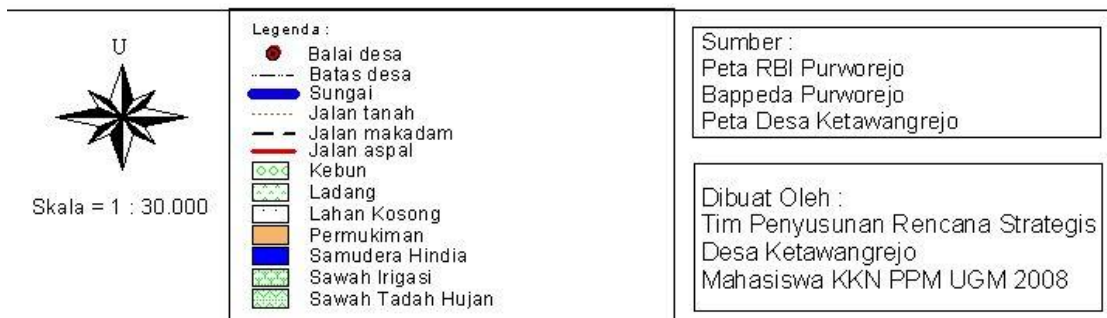 U
Skala = 1 : 30.000
Legenda :
Balai desa
Batas desa
Sungai
Jalan tanah
Jalan makadam
Jalan aspal
Kebun
Ladang
Lahan Kosong
Permukiman
Samudera Hindia
Sawah Irigasi
Sawah Tadah Hujan
Sumber :
Peta RBI Purworejo
Bappeda Purworejo
Peta Desa Ketawangrejo
Dibuat Oleh :
Tim Penyusunan Rencana Strategis
Desa Ketawangrejo
Mahasiswa KKN PPM UGM 2008